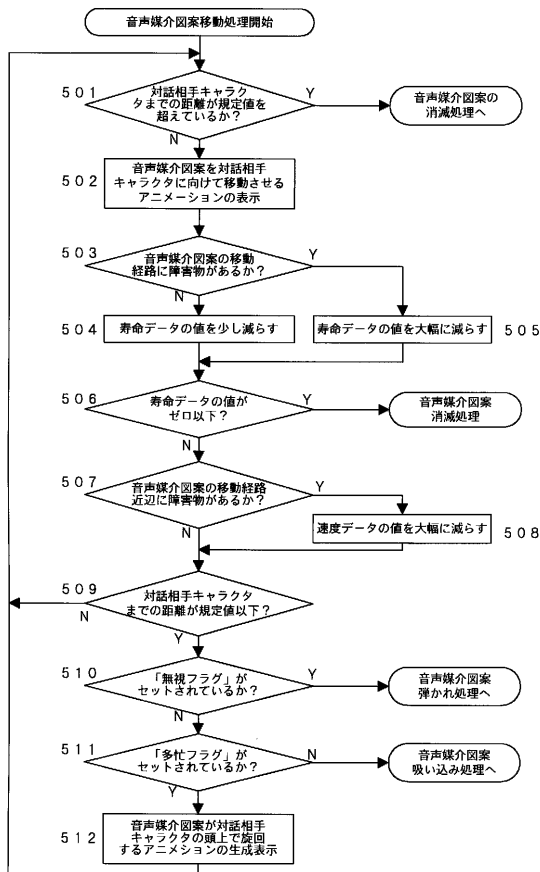 音声媒介図案移動処理開始
501
対話相手キャラク
タまでの距離が規定値を
超えているか？
Y
音声媒介図案の
消滅処理へ
N
502
音声媒介図案を対話相手
キャラクタに向けて移動させる
アニメーションの表示
503
音声媒介図案の移動
経路に障害物があるか？
Y
N
504
寿命データの値を少し減らす
寿命データの値を大幅に減らす
505
506
寿命データの値が
ゼロ以下？
Y
音声媒介図案
消滅処理
N
507
音声媒介図案の移動経路
近辺に障害物があるか？
Y
N
速度データの値を大幅に減らす
508
509
対話相手キャラクタ
までの距離が規定値以下？
N
Y
510
「無視フラグ」が
セットされているか？
Y
音声媒介図案
弾かれ処理へ
N
511
「多忙フラグ」が
セットされているか？
N
音声媒介図案
吸い込み処理へ
Y
512
音声媒介図案が対話相手
キャラクタの頭上で旋回
するアニメションの生成表示